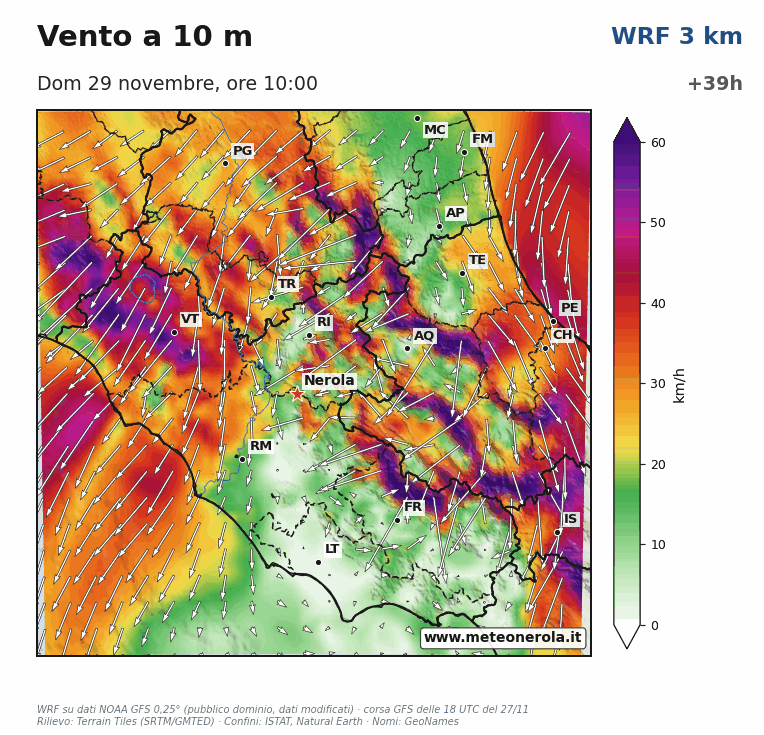 Vento a 10 m
WRF 3 km
Dom 29 novembre, ore 10:00
+39h
MC
FM
PG
AP
TE
TR
PE
VT
RI
AQ
CH
Nerola
RM
FR
IS
LT
www.meteonerola.it
60
50
40
30
20
10
0
km/h
WRF su dati NOAA GFS 0,25° (pubblico dominio, dati modificati) · corsa GFS delle 18 UTC del 27/11
Rilievo: Terrain Tiles (SRTM/GMTED) · Confini: ISTAT, Natural Earth · Nomi: GeoNames